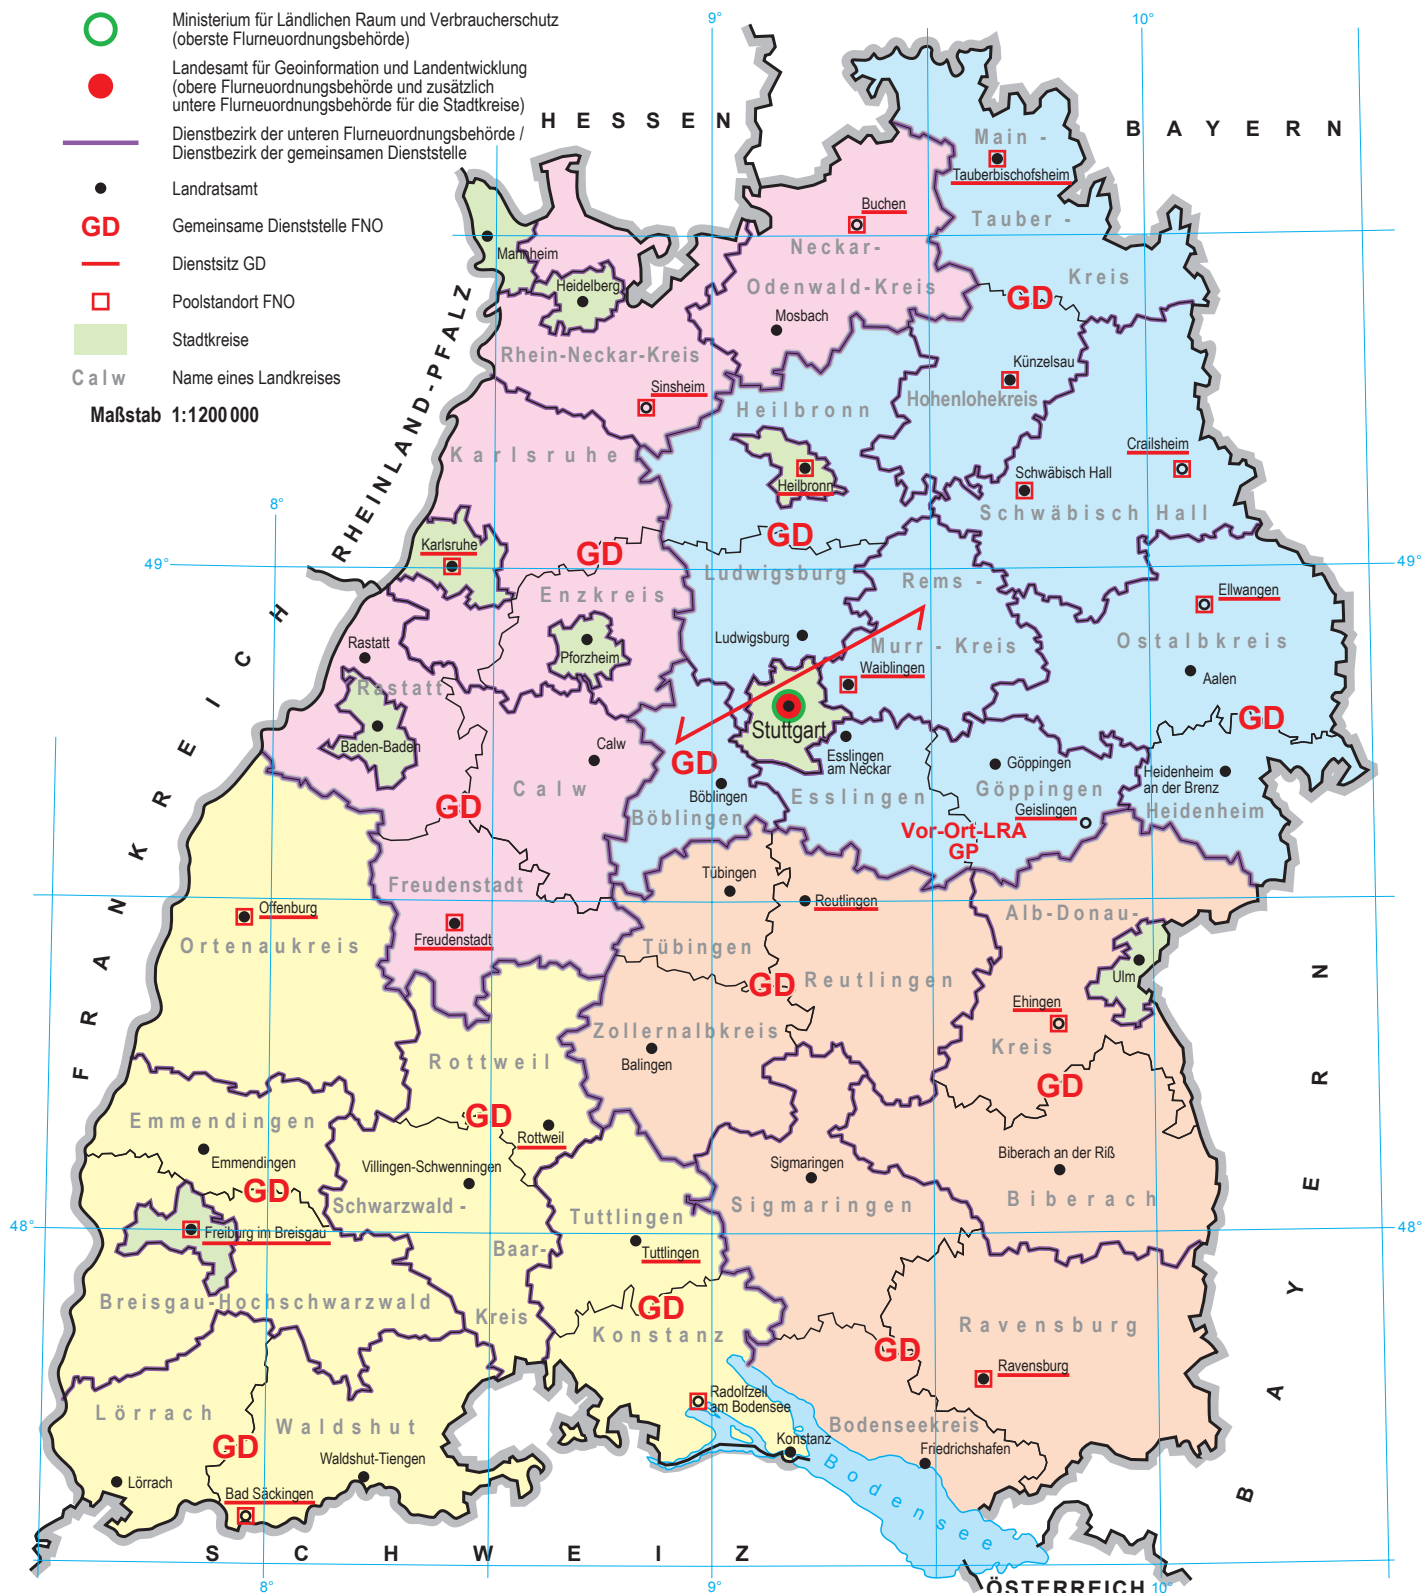 Ministerium für Ländlichen Raum und Verbraucherschutz
(oberste Flurneuordnungsbehörde)
Landesamt für Geoinformation und Landentwicklung
(obere Flurneuordnungsbehörde und zusätzlich
untere Flurneuordnungsbehörde für die Stadtkreise)
Dienstbezirk der unteren Flurneuordnungsbehörde /
Dienstbezirk der gemeinsamen Dienststelle
Landratsamt
GD Gemeinsame Dienststelle FNO
Dienstsitz GD
Poolstandort FNO
Stadtkreise
Calw Name eines Landkreises
Maßstab 1:1200 000
9°
10°
HESSEN
BAYERN
RHEINLAND-PFALZ
FRANKREICH
Main -
Tauberbischofsheim
Tauber -
Kreis
Buchen
Neckar-
Odenwald-Kreis
Mosbach
GD
Mannheim
Heidelberg
Rhein-Neckar-Kreis
Sinsheim
Künzelsau
Hohenlohekreis
Heilbronn
Heilbronn
Crailsheim
Schwäbisch Hall
Schwäbisch Hall
Karlsruhe
Karlsruhe
8°
49°
49°
GD
GD
Enzkreis
Pforzheim
Ludwigsburg
Ludwigsburg
Rems -
Murr - Kreis
Waiblingen
Ellwangen
Ostalbkreis
Aalen
GD
Rastatt
Rastatt
Baden-Baden
Stuttgart
Esslingen
am Neckar
Esslingen
Göppingen
Göppingen
Geislingen
Vor-Ort-LRA
GP
Heidenheim
an der Brenz
Heidenheim
Calw
Calw
GD
GD
Böblingen
Böblingen
Freudenstadt
Freudenstadt
Offenburg
Ortenaukreis
Tübingen
Tübingen
Reutlingen
Reutlingen
GD
Zollernalbkreis
Balingen
Alb-Donau-
Ulm
Ehingen
Kreis
GD
BAYERN
Rottweil
GD
Rottweil
Emmendingen
Emmendingen
GD
Villingen-Schwenningen
Schwarzwald -
Baar-
Kreis
Freiburg im Breisgau
Breisgau-Hochschwarzwald
Tuttlingen
Tuttlingen
GD
Konstanz
Sigmaringen
Sigmaringen
Biberach an der Riß
Biberach
48°
48°
Ravensburg
Ravensburg
GD
Bodenseekreis
Friedrichshafen
Radolfzell
am Bodensee
Konstanz
Bodensee
Lörrach
Lörrach
GD
Waldshut
Waldshut-Tiengen
Bad Säckingen
SCHWEIZ
ÖSTERREICH
8°
9°
10°